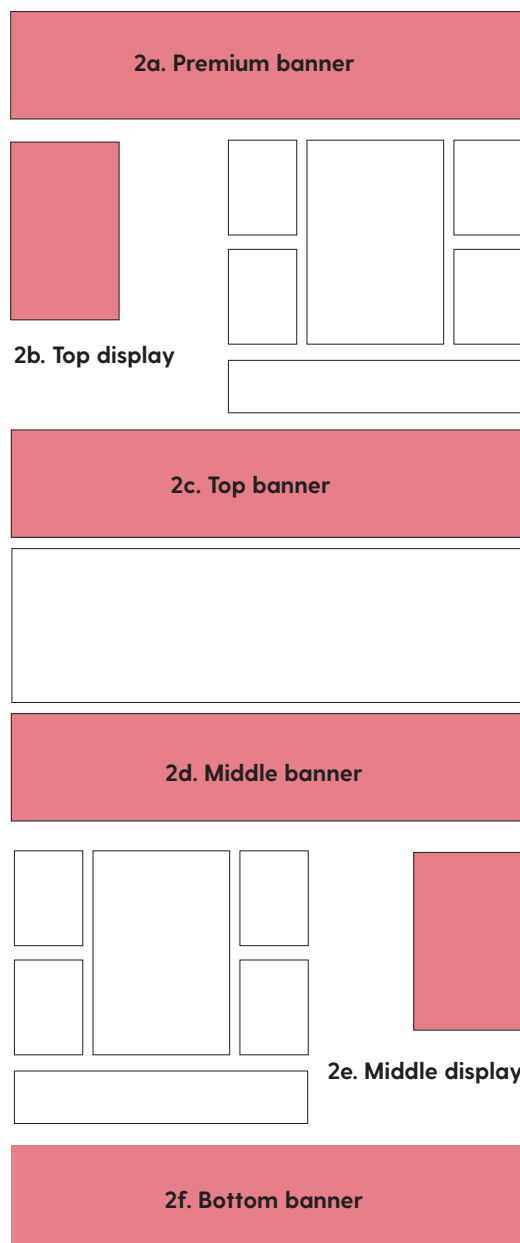 2a. Premium banner
2b. Top display
2c. Top banner
2d. Middle banner
2e. Middle display
2f. Bottom banner